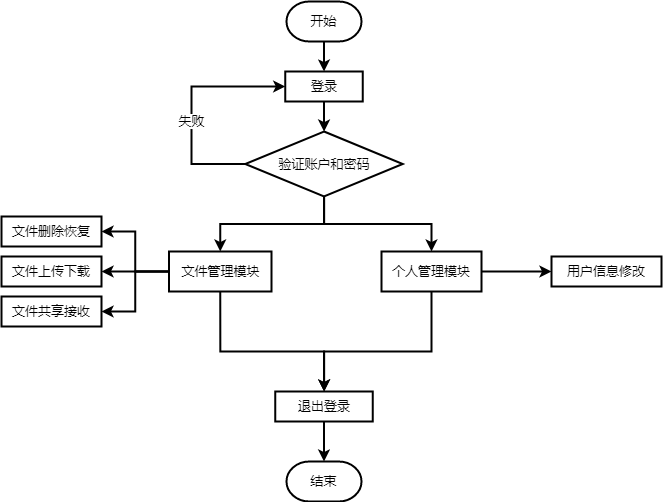 开始
登录
失败
验证账户和密码
文件删除恢复
文件上传下载
文件共享接收
文件管理模块
个人管理模块
用户信息修改
退出登录
结束